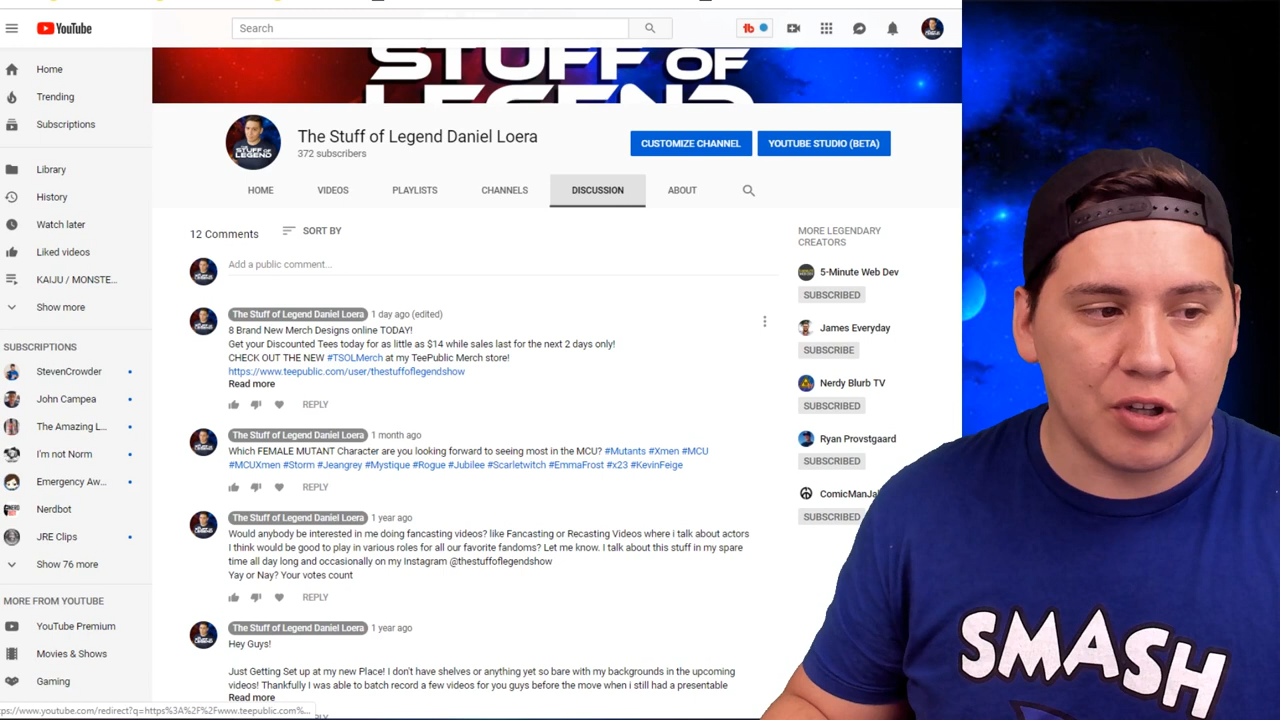 YouTube
Search
STUFF OF
LEGEND
Home
Trending
Subscriptions
Library
History
Watch later
Liked videos
KAIJU / MONSTE...
Show more
SUBSCRIPTIONS
StevenCrowder
John Campea
The Amazing L...
I'm not Norm
Emergency Aw...
Nerdbot
JRE Clips
Show 76 more
MORE FROM YOUTUBE
YouTube Premium
Movies & Shows
Gaming
The Stuff of Legend Daniel Loera
372 subscribers
CUSTOMIZE CHANNEL
YOUTUBE STUDIO (BETA)
HOME
VIDEOS
PLAYLISTS
CHANNELS
DISCUSSION
ABOUT
12 Comments
SORT BY
Add a public comment...
The Stuff of Legend Daniel Loera 1 day ago (edited)
8 Brand New Merch Designs online TODAY!
Get your Discounted Tees today for as little as $14 while sales last for the next 2 days only!
CHECK OUT THE NEW #TSOLMerch at my TeePublic Merch store!
https://www.teepublic.com/user/thestuffoflegendshow
Read more
REPLY
The Stuff of Legend Daniel Loera 1 month ago
Which FEMALE MUTANT Character are you looking forward to seeing most in the MCU? #Mutants #Xmen #MCU
#MCUXmen #Storm #Jeangrey #Mystique #Rogue #Jubilee #Scarletwitch #EmmaFrost #x23 #KevinFeige
REPLY
The Stuff of Legend Daniel Loera 1 year ago
Would anybody be interested in me doing fancasting videos? like Fancasting or Recasting Videos where i talk about actors
I think would be good to play in various roles for all our favorite fandoms? Let me know. I talk about this stuff in my spare
time all day long and occasionally on my Instagram @thestuffoflegendshow
Yay or Nay? Your votes count
REPLY
The Stuff of Legend Daniel Loera 1 year ago
Hey Guys!
Just Getting Set up at my new Place! I don't have shelves or anything yet so bare with my backgrounds in the upcoming
videos! Thankfully I was able to batch record a few videos for you guys before the move when i still had a presentable
Read more
MORE LEGENDARY
CREATORS
5-Minute Web Dev
SUBSCRIBED
James Everyday
SUBSCRIBE
Nerdy Blurb TV
SUBSCRIBED
Ryan Provstgaard
SUBSCRIBED
SUBSCRIBED
SMASH
ps://www.youtube.com/redirect?q=https%3A%2F%2Fwww.teepublic.com%...